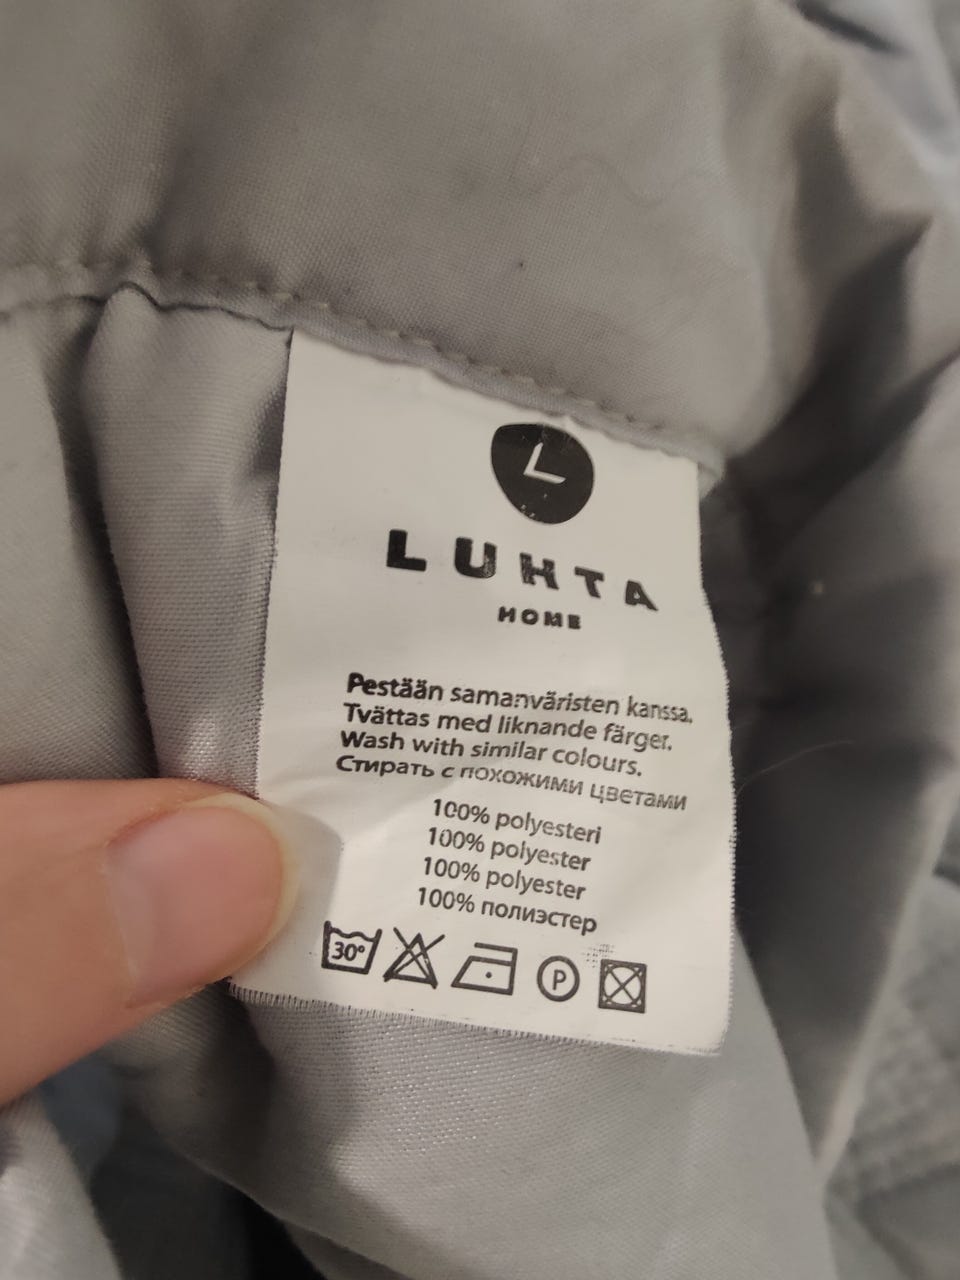 L
LUHTA
HOME
Pestään samanväristen kanssa.
Tvättas med liknande färger.
Wash with similar colours.
Стирать с похожими цветами
100% polyesteri
100% polyester
100% polyester
100% полиэстер
30° P